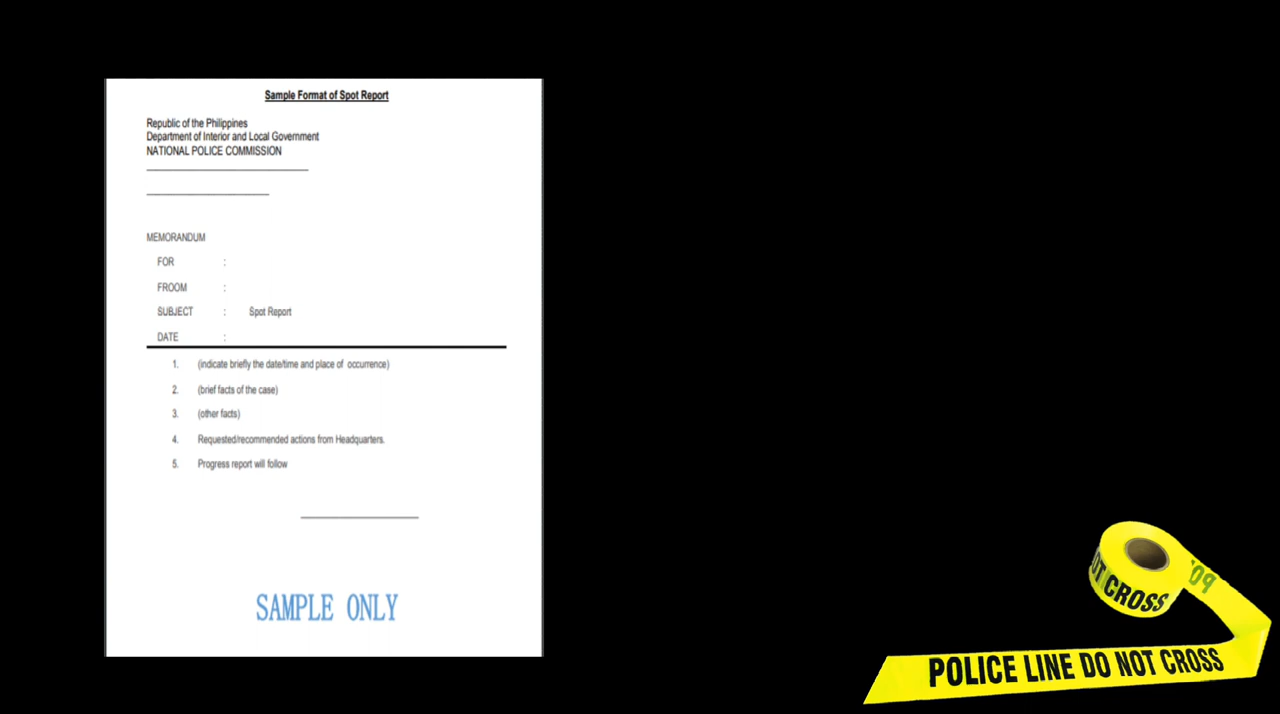 Sample Format of Spot Report
Republic of the Philippines
Department of Interior and Local Government
NATIONAL POLICE COMMISSION
MEMORANDUM
FOR :
FROOM :
SUBJECT : Spot Report
DATE :
1. (indicate briefly the date/time and place of occurrence)
2. (brief facts of the case)
3. (other facts)
4. Requested/recommended actions from Headquarters.
5. Progress report will follow
SAMPLE ONLY
OT CROSS
PO
POLICE LINE DO NOT CROSS